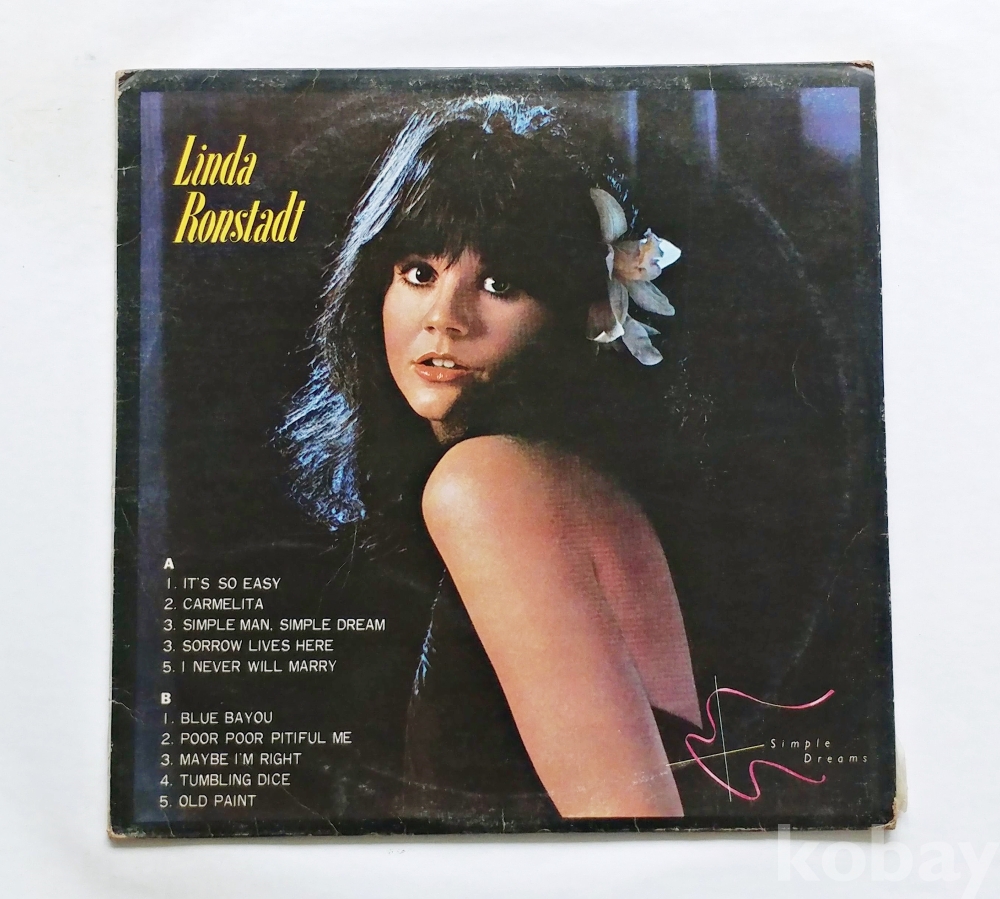 Linda
Ronstadt
A
1. IT'S SO EASY
2. CARMELITA
3. SIMPLE MAN, SIMPLE DREAM
3. SORROW LIVES HERE
5. I NEVER WILL MARRY
B
1. BLUE BAYOU
2. POOR POOR PITIFUL ME
3. MAYBE I'M RIGHT
4. TUMBLING DICE
5. OLD PAINT
Simple
Dreams
kobay